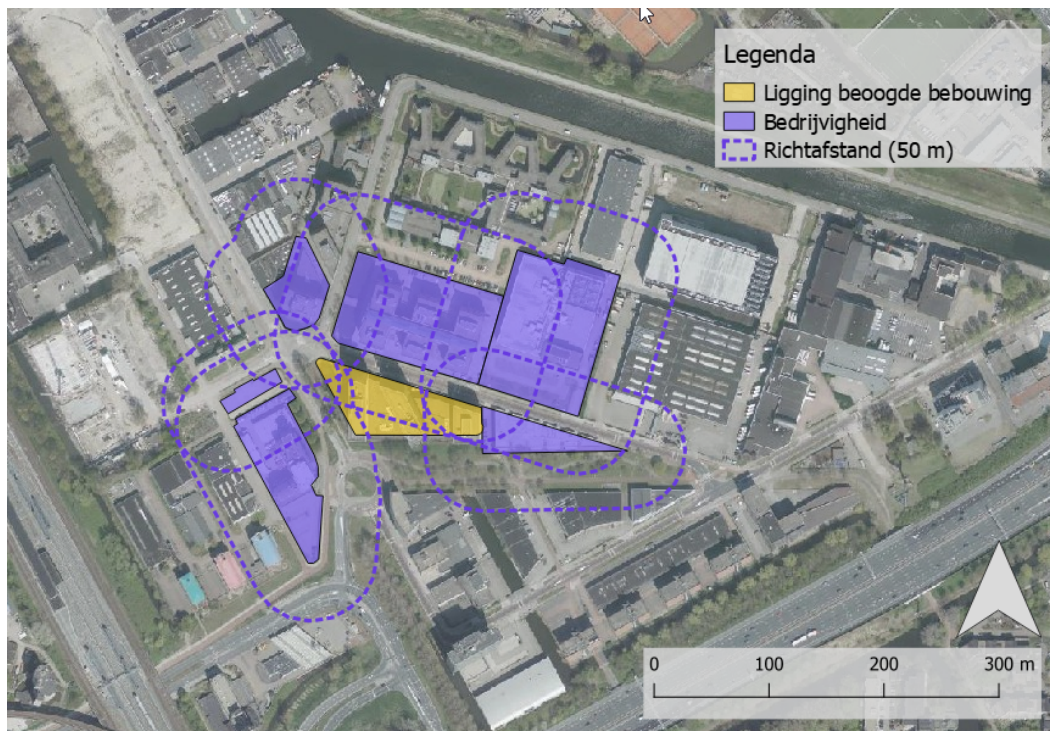 Legenda
Ligging beoogde bebouwing
Bedrijvigheid
Richtafstand (50 m)
0 100 200 300 m